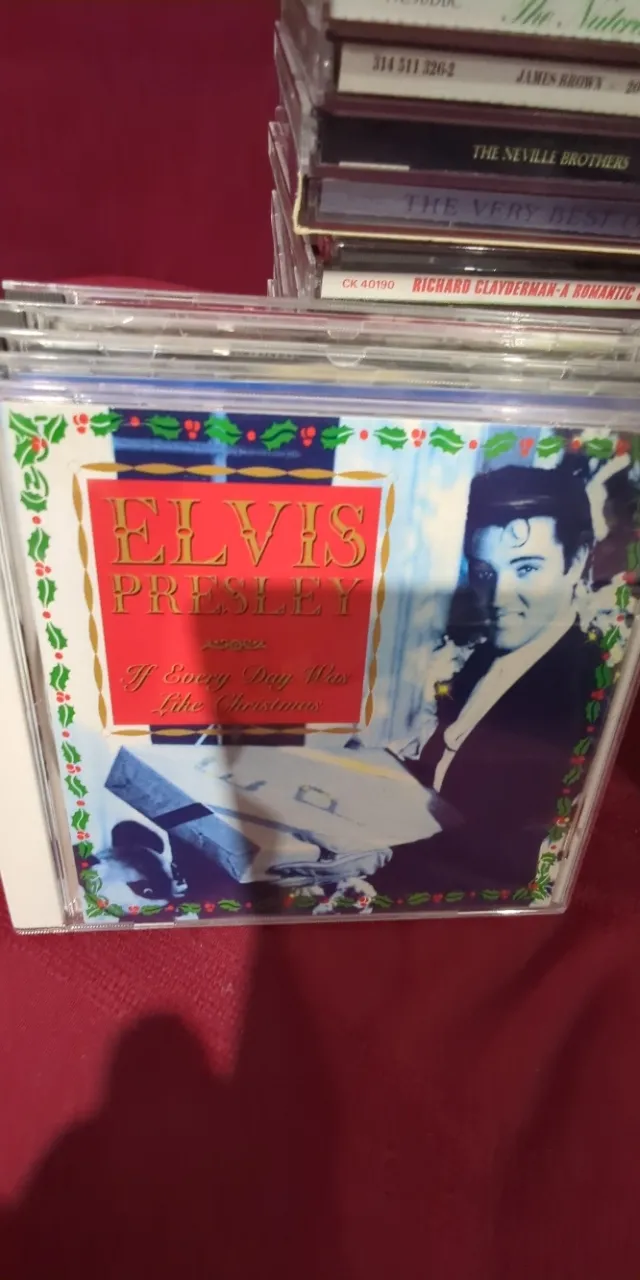 The Nutcr
314 511 326-2 JAMES BROWN - 20
THE NEVILLE BROTHERS
THE VERY BEST
CK 40190 RICHARD CLAYDERMAN-A ROMANTIC
ELVIS
PRESLEY
If Every Day Was
Like Christmas